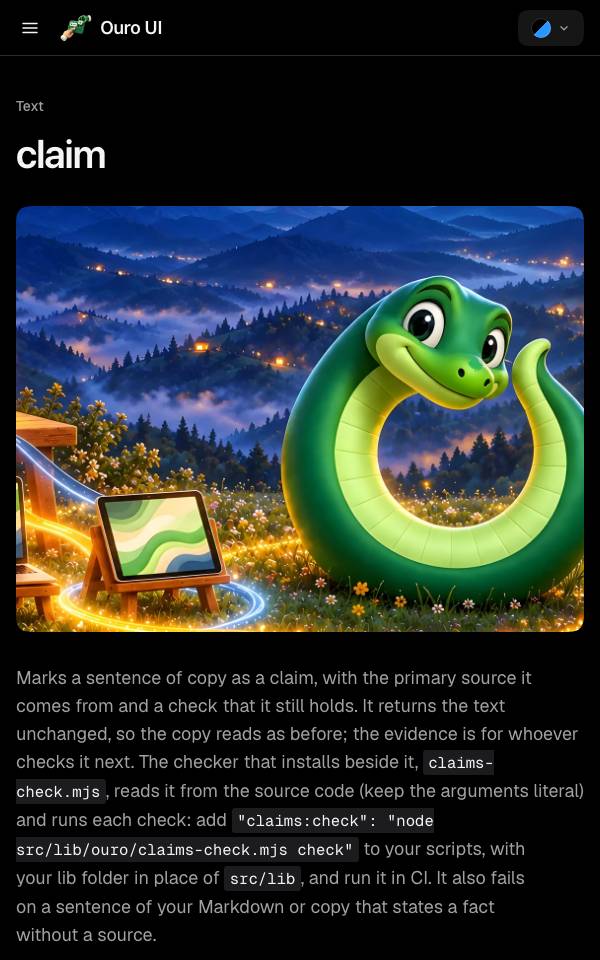 Ouro UI
Text
claim
Marks a sentence of copy as a claim, with the primary source it
comes from and a check that it still holds. It returns the text
unchanged, so the copy reads as before; the evidence is for whoever
checks it next. The checker that installs beside it, claims-
check.mjs, reads it from the source code (keep the arguments literal)
and runs each check: add "claims:check": "node
src/lib/ouro/claims-check.mjs check" to your scripts, with
your lib folder in place of src/lib, and run it in CI. It also fails
on a sentence of your Markdown or copy that states a fact
without a source.